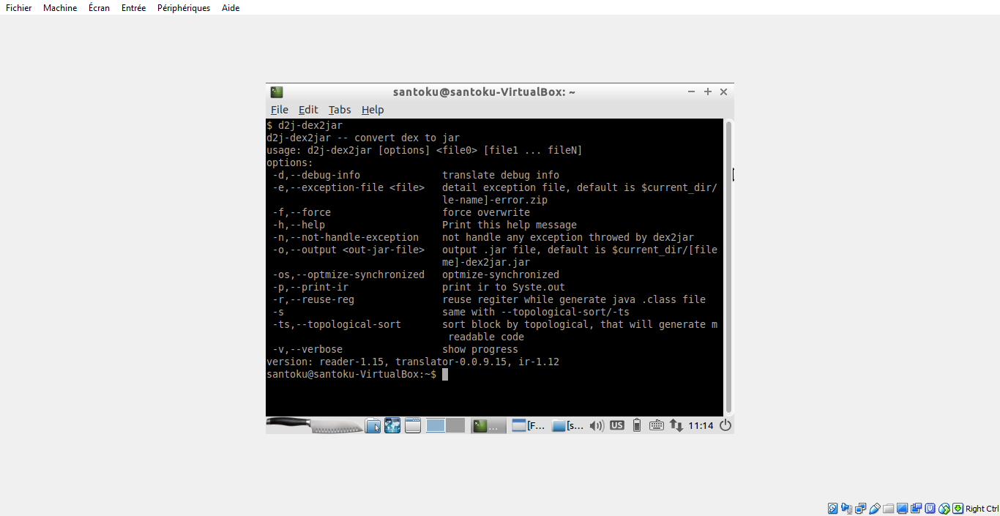 Fichier Machine Écran Entrée Périphériques Aide
santoku@santoku-VirtualBox: ~
File Edit Tabs Help
$ d2j-dex2jar
d2j-dex2jar -- convert dex to jar
usage: d2j-dex2jar [options] <file0> [file1 ... fileN]
options:
-d,--debug-info translate debug info
-e,--exception-file <file> detail exception file, default is $current_dir/
le-name]-error.zip
-f,--force force overwrite
-h,--help Print this help message
-n,--not-handle-exception not handle any exception throwed by dex2jar
-o,--output <out-jar-file> output .jar file, default is $current_dir/[file
me]-dex2jar.jar
-os,--optmize-synchronized optmize-synchronized
-p,--print-ir print ir to Syste.out
-r,--reuse-reg reuse regiter while generate java .class file
-s same with --topological-sort/-ts
-ts,--topological-sort sort block by topological, that will generate m
readable code
-v,--verbose show progress
version: reader-1.15, translator-0.0.9.15, ir-1.12
santoku@santoku-VirtualBox:~$
... [F... [s... US 11:14
Right Ctrl